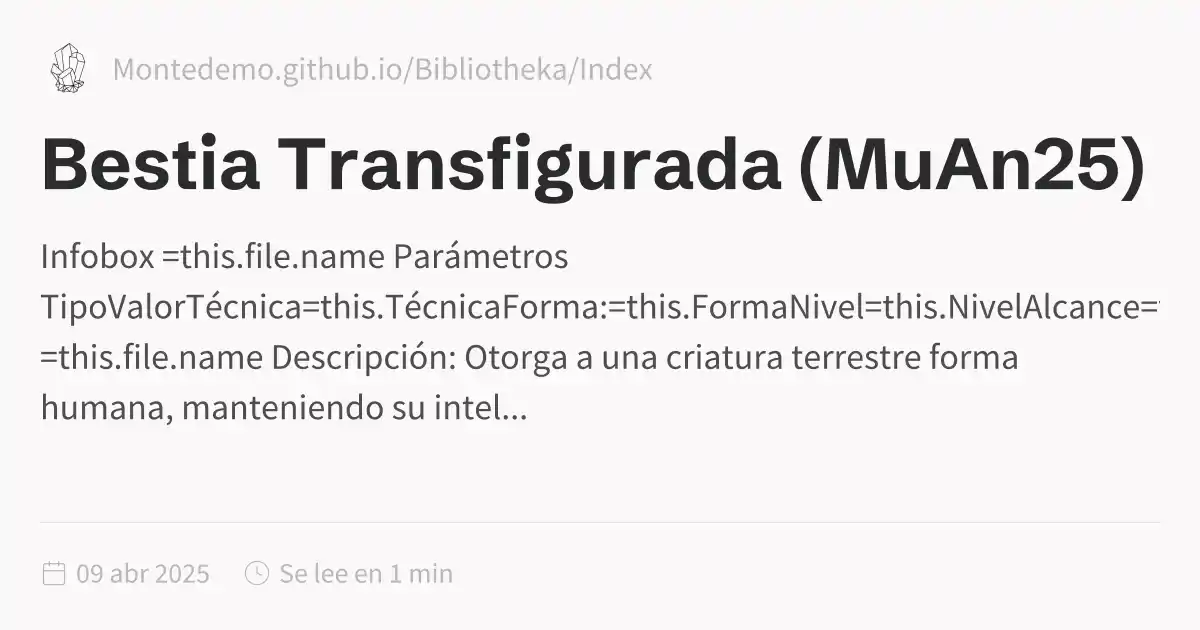 Montedemo.github.io/Bibliotheka/Index
Bestia Transfigurada (MuAn25)
Infobox =this.file.name Parámetros
TipoValorTécnica=this.TécnicaForma:=this.FormaNivel=this.NivelAlcance=
=this.file.name Descripción: Otorga a una criatura terrestre forma
humana, manteniendo su intel...
09 abr 2025 Se lee en 1 min